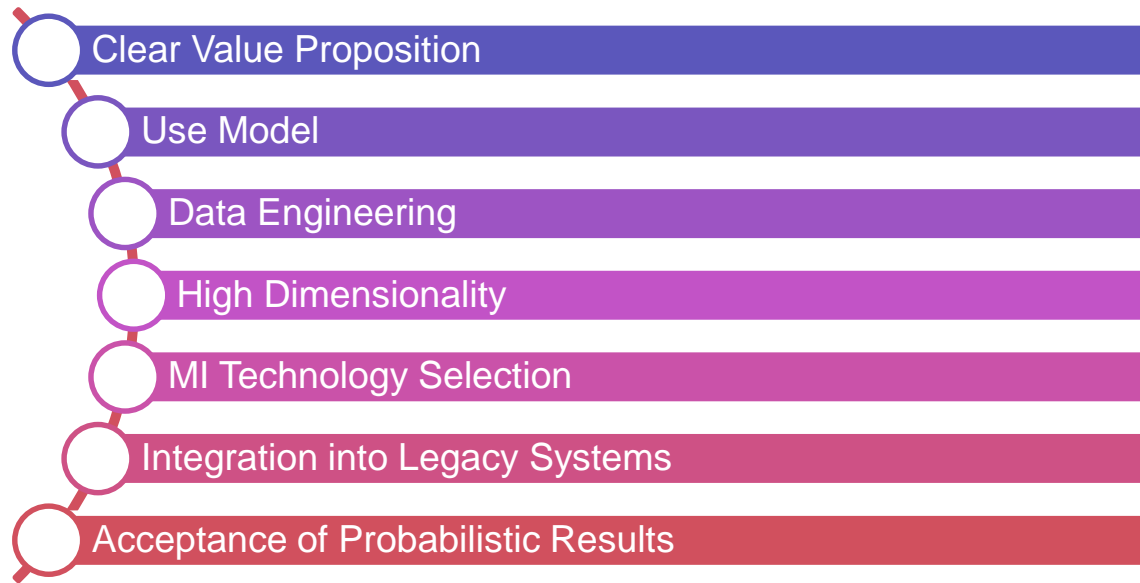 Clear Value Proposition
Use Model
Data Engineering
High Dimensionality
MI Technology Selection
Integration into Legacy Systems
Acceptance of Probabilistic Results